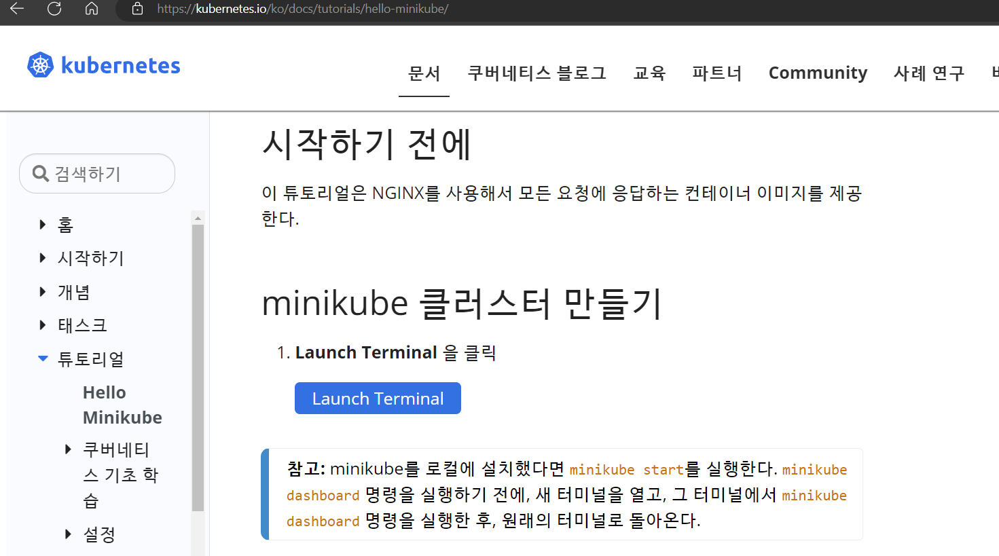 https://kubernetes.io/ko/docs/tutorials/hello-minikube/
kubernetes
문서 쿠버네티스 블로그 교육 파트너 Community 사례 연구
검색하기
홈
시작하기
개념
태스크
튜토리얼
Hello
Minikube
쿠버네티
스 기초 학
습
설정
시작하기 전에
이 튜토리얼은 NGINX를 사용해서 모든 요청에 응답하는 컨테이너 이미지를 제공
한다.
minikube 클러스터 만들기
1. Launch Terminal 을 클릭
Launch Terminal
참고: minikube를 로컬에 설치했다면 minikube start를 실행한다. minikube
dashboard 명령을 실행하기 전에, 새 터미널을 열고, 그 터미널에서 minikube
dashboard 명령을 실행한 후, 원래의 터미널로 돌아온다.